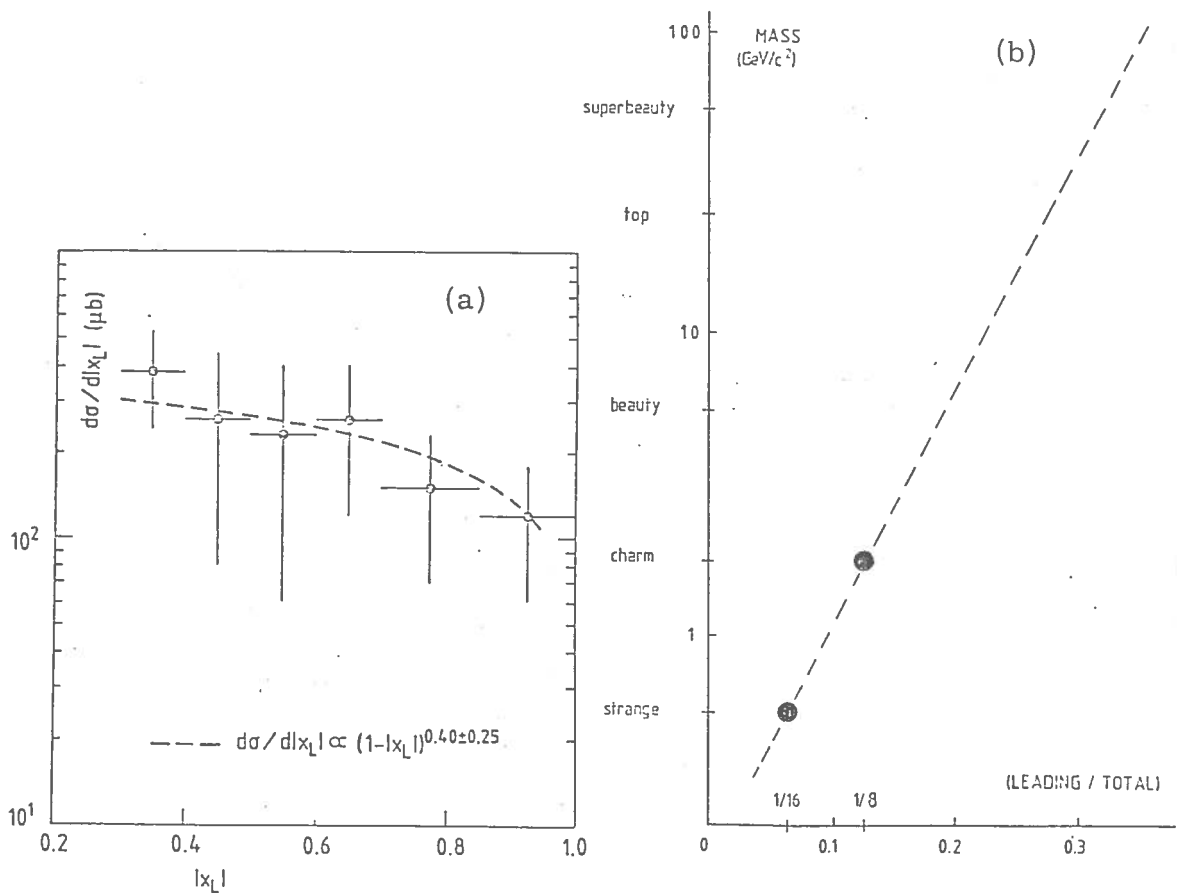 (a)
dσ/d|x_L| (μb)
10²
10¹
--- dσ/d|x_L| ∝ (1-|x_L|)^0.40±0.25
0.2 0.4 0.6 0.8 1.0
|x_L|
(b)
MASS
(GeV/c²)
100
superbeauty
top
10
beauty
charm
1
strange
(LEADING / TOTAL)
1/16 1/8
0 0.1 0.2 0.3